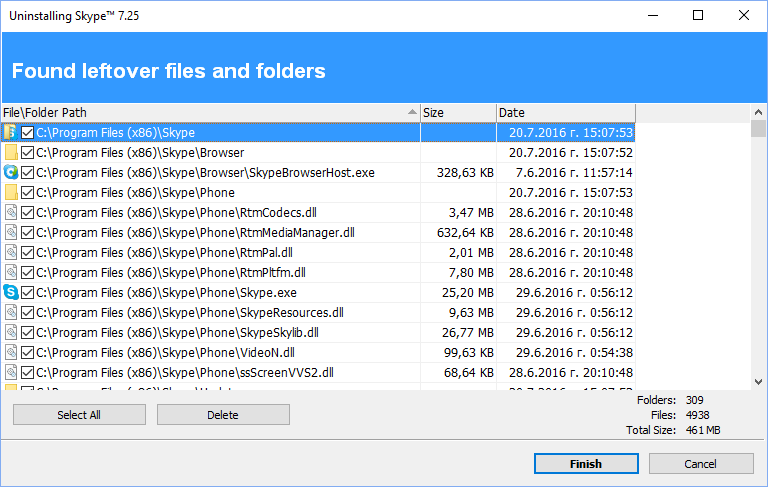 Uninstalling Skype™ 7.25
Found leftover files and folders
File\Folder Path Size Date
C:\Program Files (x86)\Skype 20.7.2016 г. 15:07:53
C:\Program Files (x86)\Skype\Browser 20.7.2016 г. 15:07:52
C:\Program Files (x86)\Skype\Browser\SkypeBrowserHost.exe 328,63 KB 7.6.2016 г. 11:57:14
C:\Program Files (x86)\Skype\Phone 20.7.2016 г. 15:07:53
C:\Program Files (x86)\Skype\Phone\RtmCodecs.dll 3,47 MB 28.6.2016 г. 20:10:48
C:\Program Files (x86)\Skype\Phone\RtmMediaManager.dll 632,64 KB 28.6.2016 г. 20:10:48
C:\Program Files (x86)\Skype\Phone\RtmPal.dll 2,01 MB 28.6.2016 г. 20:10:48
C:\Program Files (x86)\Skype\Phone\RtmPltfm.dll 7,80 MB 28.6.2016 г. 20:10:48
C:\Program Files (x86)\Skype\Phone\Skype.exe 25,20 MB 29.6.2016 г. 0:56:12
C:\Program Files (x86)\Skype\Phone\SkypeResources.dll 9,63 MB 29.6.2016 г. 0:56:12
C:\Program Files (x86)\Skype\Phone\SkypeSkylib.dll 26,77 MB 29.6.2016 г. 0:56:12
C:\Program Files (x86)\Skype\Phone\VideoN.dll 99,63 KB 29.6.2016 г. 0:54:38
C:\Program Files (x86)\Skype\Phone\ssScreenVVS2.dll 68,64 KB 28.6.2016 г. 20:10:48
Select All Delete
Folders: 309
Files: 4938
Total Size: 461 MB
Finish Cancel